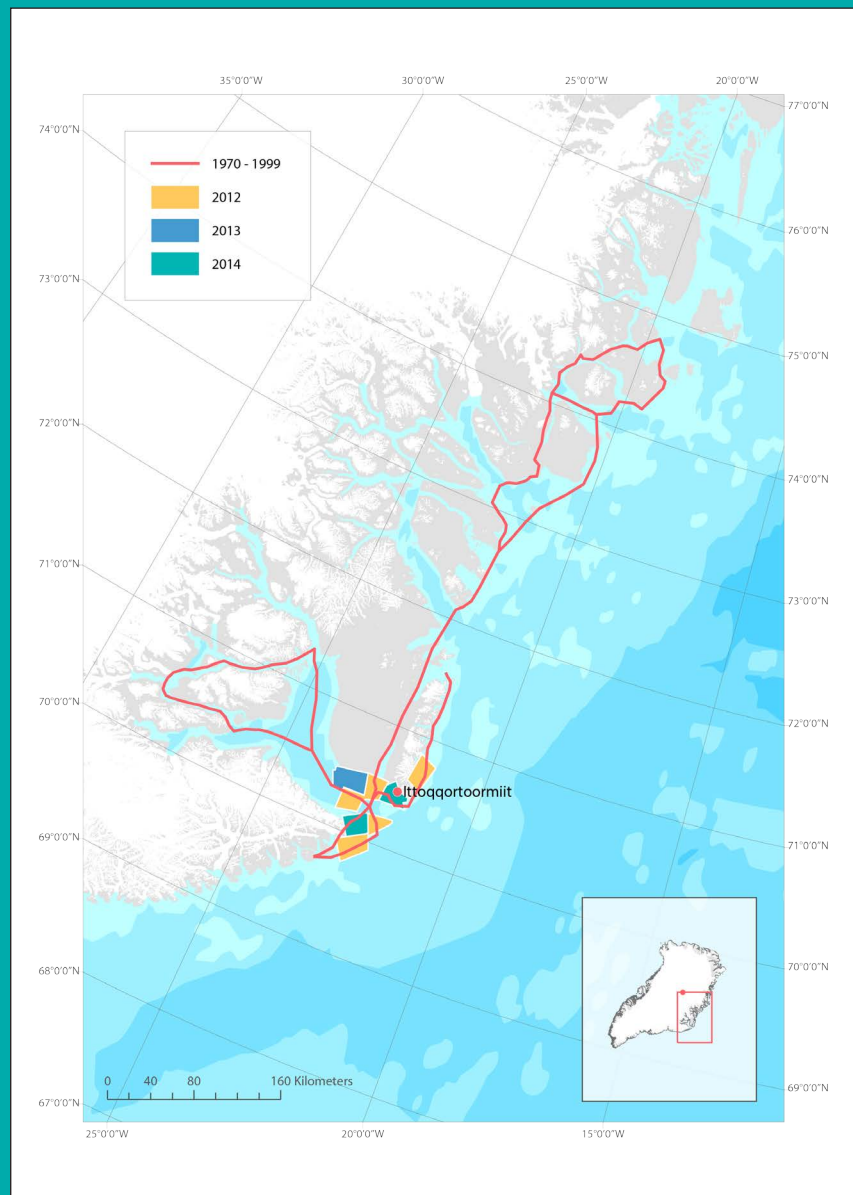 35°0'0"W
30°0'0"W
25°0'0"W
20°0'0"W
77°0'0"N
74°0'0"N
1970 - 1999
2012
2013
2014
76°0'0"N
73°0'0"N
75°0'0"N
72°0'0"N
74°0'0"N
71°0'0"N
73°0'0"N
70°0'0"N
72°0'0"N
Ittoqqortoormiit
69°0'0"N
71°0'0"N
68°0'0"N
70°0'0"N
0 40 80 160 Kilometers
69°0'0"N
67°0'0"N
25°0'0"W
20°0'0"W
15°0'0"W